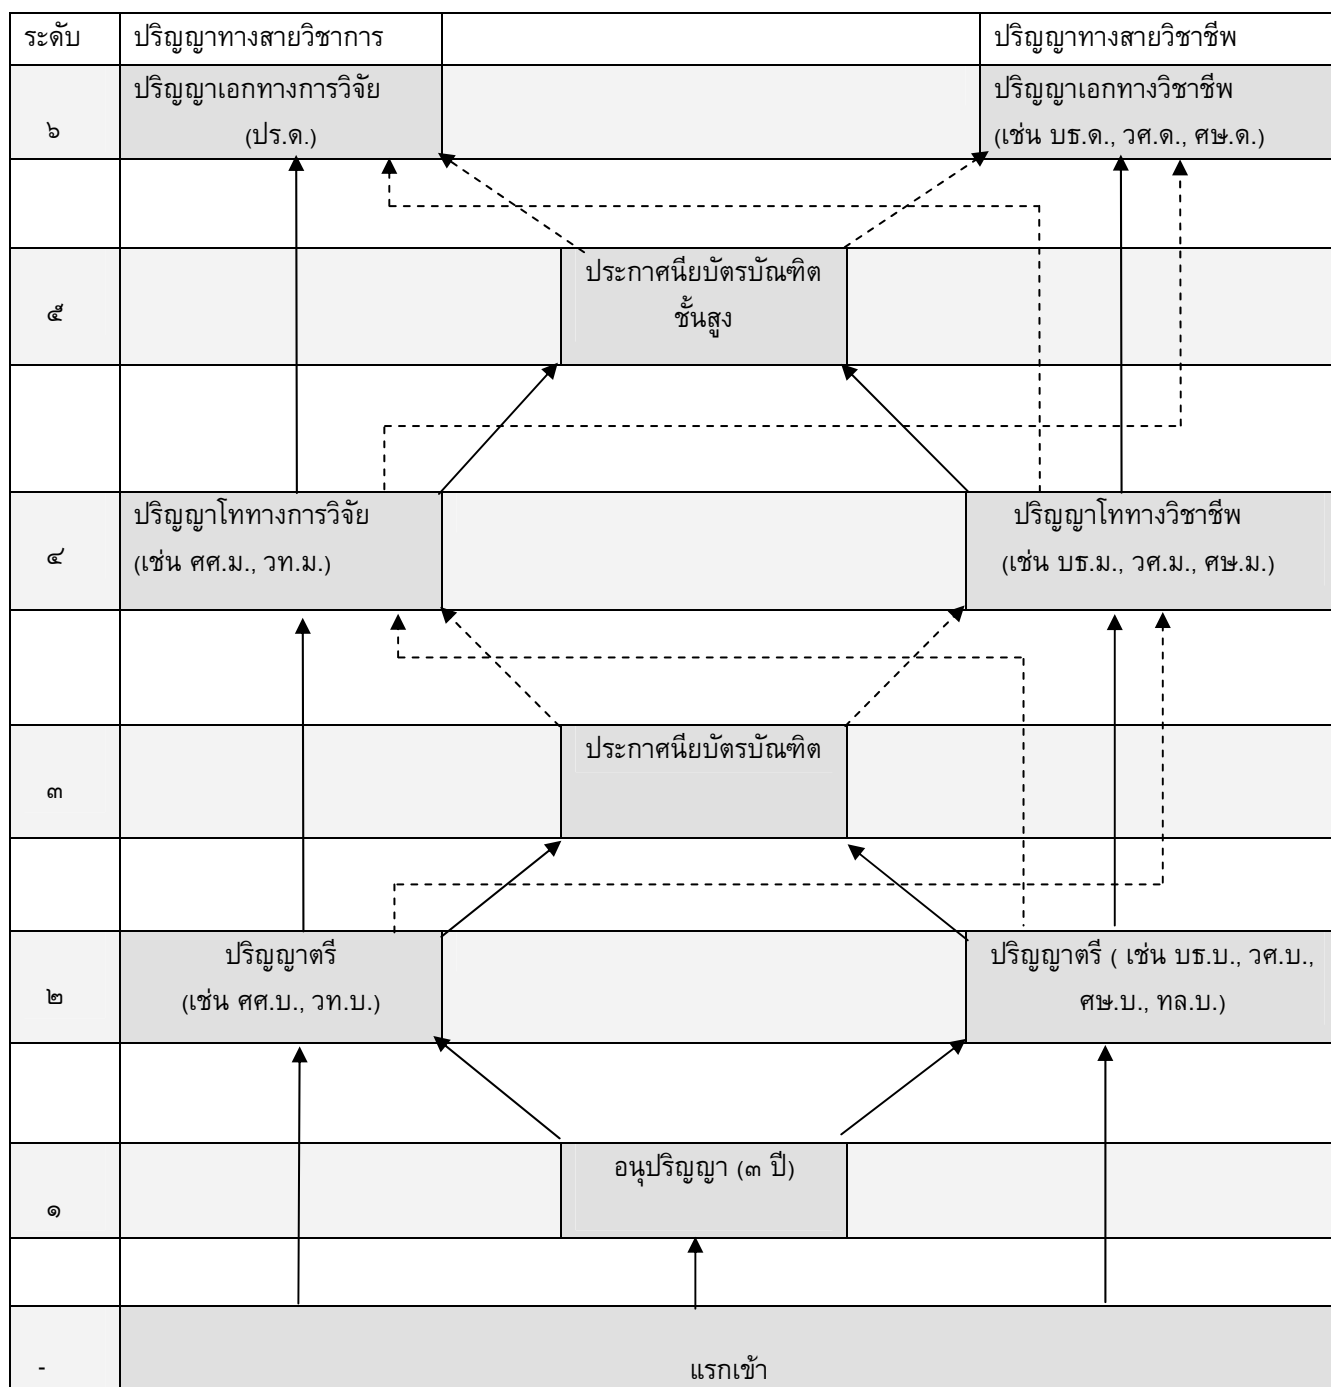 ระดับ ปริญญาทางสายวิชาการ ปริญญาทางสายวิชาชีพ
ปริญญาเอกทางการวิจัย ปริญญาเอกทางวิชาชีพ
๖ (ปร.ด.) (เช่น บธ.ด., วศ.ด., ศษ.ด.)
ประกาศนียบัตรบัณฑิต
๕ ชั้นสูง
ปริญญาโททางการวิจัย ปริญญาโททางวิชาชีพ
๔ (เช่น ศศ.ม., วท.ม.) (เช่น บธ.ม., วศ.ม., ศษ.ม.)
ประกาศนียบัตรบัณฑิต
๓
ปริญญาตรี ปริญญาตรี ( เช่น บธ.บ., วศ.บ.,
๒ (เช่น ศศ.บ., วท.บ.) ศษ.บ., ทล.บ.)
อนุปริญญา (๓ ปี)
๑
- แรกเข้า